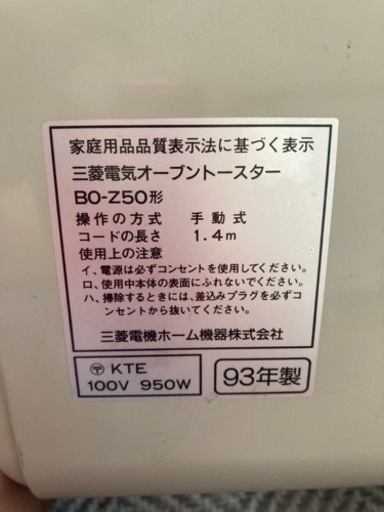 家庭用品品質表示法に基づく表示
三菱電気オーブントースター
BO-Z50形
操作の方式 手動式
コードの長さ 1.4m
使用上の注意
イ、電源は必ずコンセントを使用してください。
ロ、使用中本体の表面にふれないでください。
ハ、掃除するときには、差込みプラグを必ずコ
ンセントから抜いてください。
三菱電機ホーム機器株式会社
〒 KTE
100V 950W
93年製